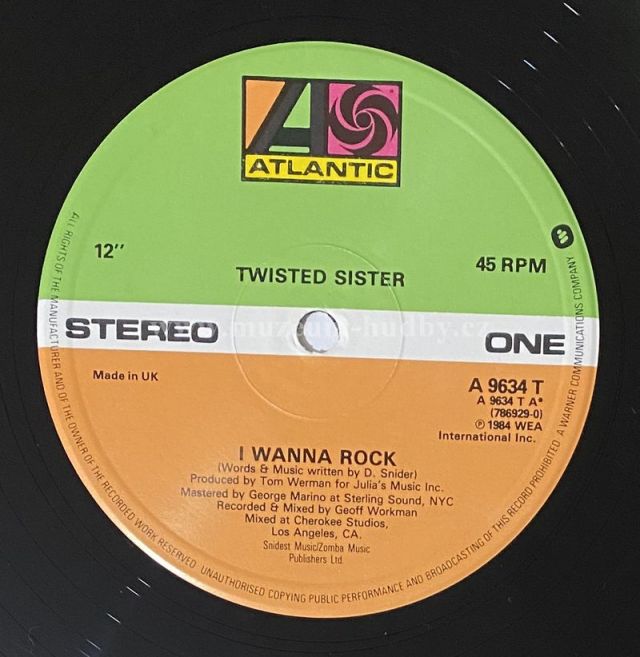 ATLANTIC
12"
TWISTED SISTER
45 RPM
STEREO
ONE
www.muzeum-hudby.cz
Made in UK
A 9634 T
A 9634 T A*
(786929-0)
℗ 1984 WEA
International Inc.
I WANNA ROCK
(Words & Music written by D. Snider)
Produced by Tom Werman for Julia's Music Inc.
Mastered by George Marino at Sterling Sound, NYC
Recorded & Mixed by Geoff Workman
Mixed at Cherokee Studios,
Los Angeles, CA.
Snidest Music/Zomba Music
Publishers Ltd.
ALL RIGHTS OF THE MANUFACTURER AND OF THE OWNER OF THE RECORDED WORK RESERVED. UNAUTHORISED COPYING PUBLIC PERFORMANCE AND BROADCASTING OF THIS RECORD PROHIBITED. A WARNER COMMUNICATIONS COMPANY